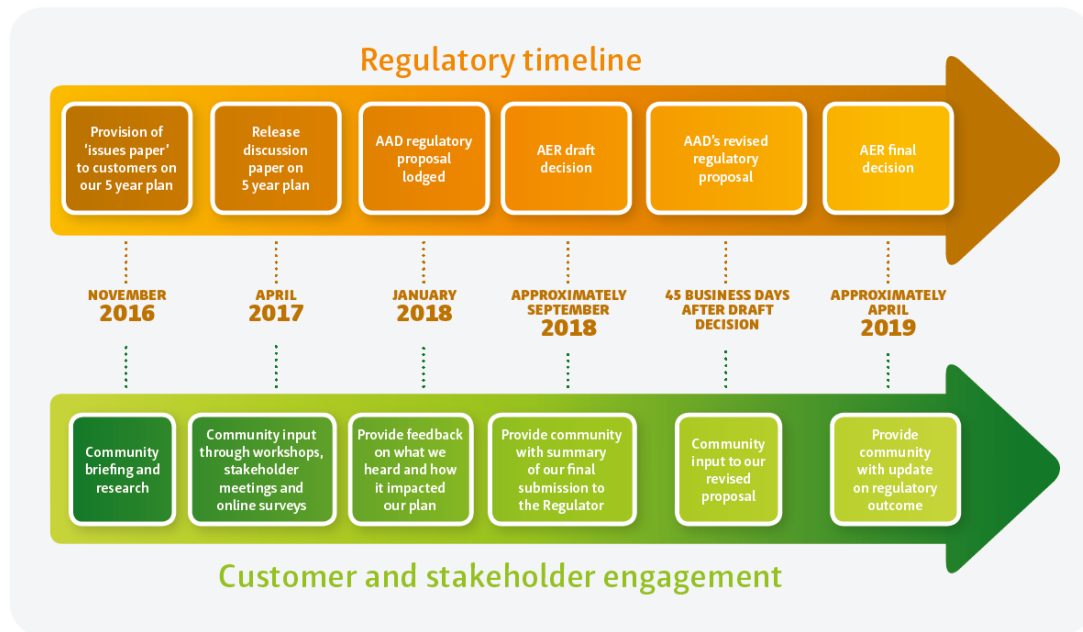 Regulatory timeline
Provision of
‘issues paper’
to customers on
our 5 year plan
Release
discussion
paper on
5 year plan
AAD regulatory
proposal
lodged
AER draft
decision
AAD’s revised
regulatory
proposal
AER final
decision
NOVEMBER
2016
APRIL
2017
JANUARY
2018
APPROXIMATELY
SEPTEMBER
2018
45 BUSINESS DAYS
AFTER DRAFT
DECISION
APPROXIMATELY
APRIL
2019
Community
briefing and
research
Community input
through workshops,
stakeholder
meetings and
online surveys
Provide feedback
on what we
heard and how
it impacted
our plan
Provide community
with summary
of our final
submission to
the Regulator
Community
input to our
revised
proposal
Provide
community
with update
on regulatory
outcome
Customer and stakeholder engagement